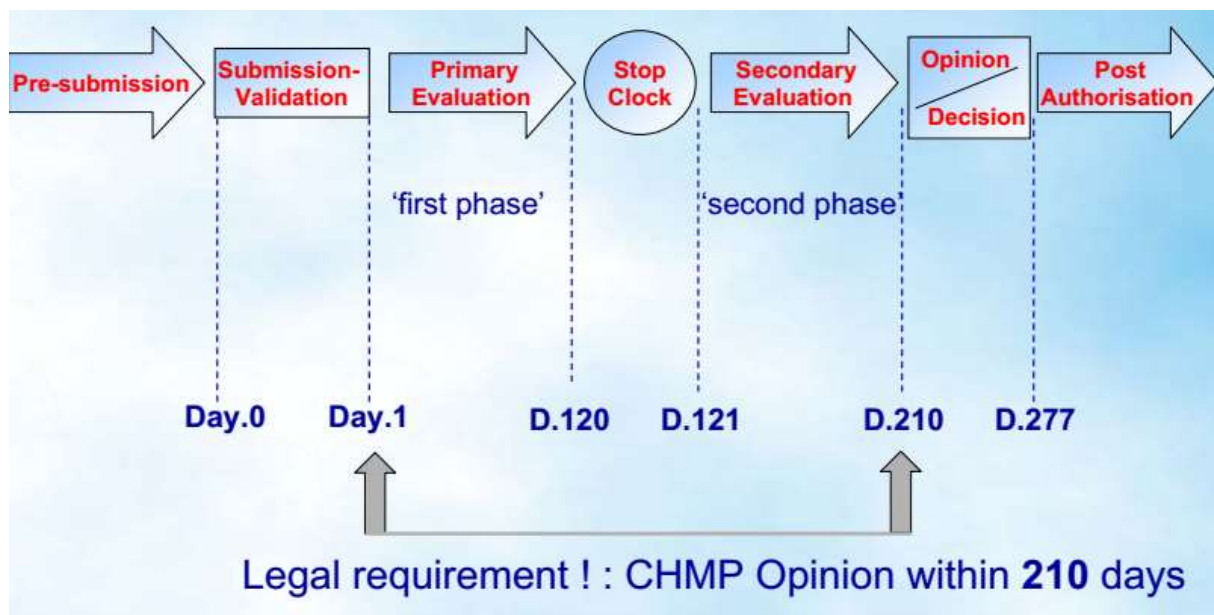 Pre-submission
Submission-
Validation
Primary
Evaluation
Stop
Clock
Secondary
Evaluation
Opinion
Decision
Post
Authorisation
'first phase'
'second phase'
Day.0
Day.1
D.120
D.121
D.210
D.277
Legal requirement ! : CHMP Opinion within 210 days